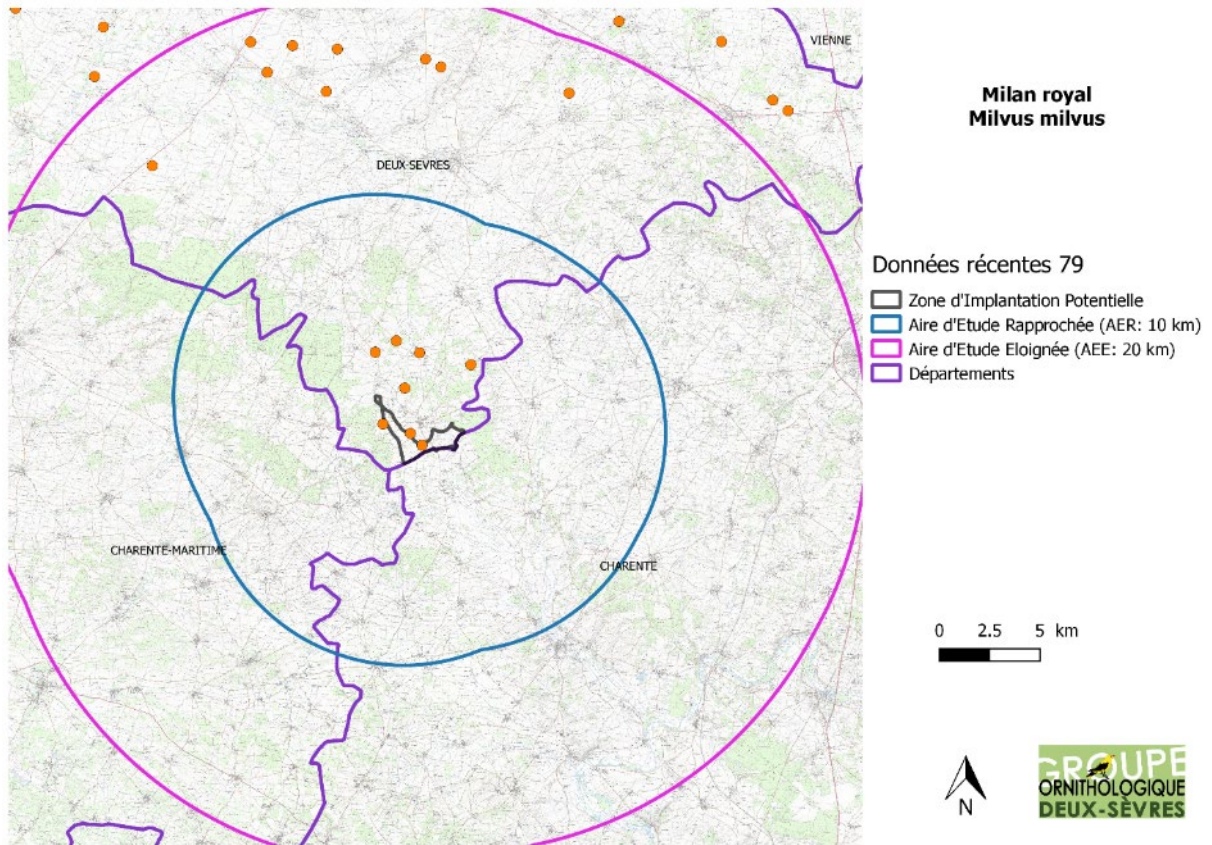 VIENNE
DEUX-SEVRES
CHARENTE-MARITIME
CHARENTE
Milan royal
Milvus milvus
Données récentes 79
Zone d'Implantation Potentielle
Aire d'Etude Rapprochée (AER: 10 km)
Aire d'Etude Eloignée (AEE: 20 km)
Départements
0 2.5 5 km
N
GROUPE
ORNITHOLOGIQUE
DEUX-SÈVRES